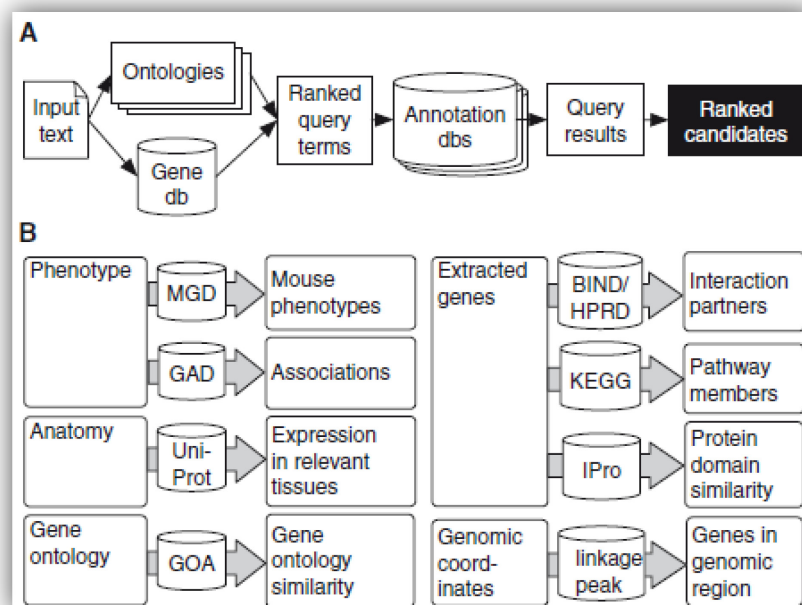 A
Input
text
Ontologies
Gene
db
Ranked
query
terms
Annotation
dbs
Query
results
Ranked
candidates
B
Phenotype
MGD
Mouse
phenotypes
GAD
Associations
Anatomy
Uni-
Prot
Expression
in relevant
tissues
Gene
ontology
GOA
Gene
ontology
similarity
Extracted
genes
BIND/
HPRD
Interaction
partners
KEGG
Pathway
members
IPro
Protein
domain
similarity
Genomic
coord-
inates
linkage
peak
Genes in
genomic
region